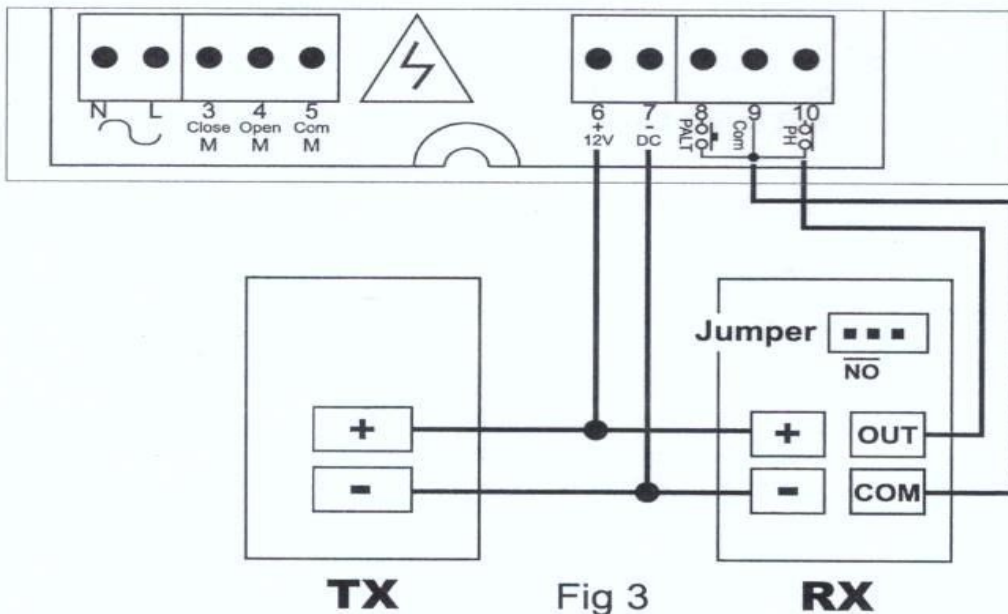 N L 3 4 5 6 7 8 9 10
Close Open Com + - PALT Com PH
M M M 12V DC
Jumper
NO
+ + OUT
- - COM
TX Fig 3 RX